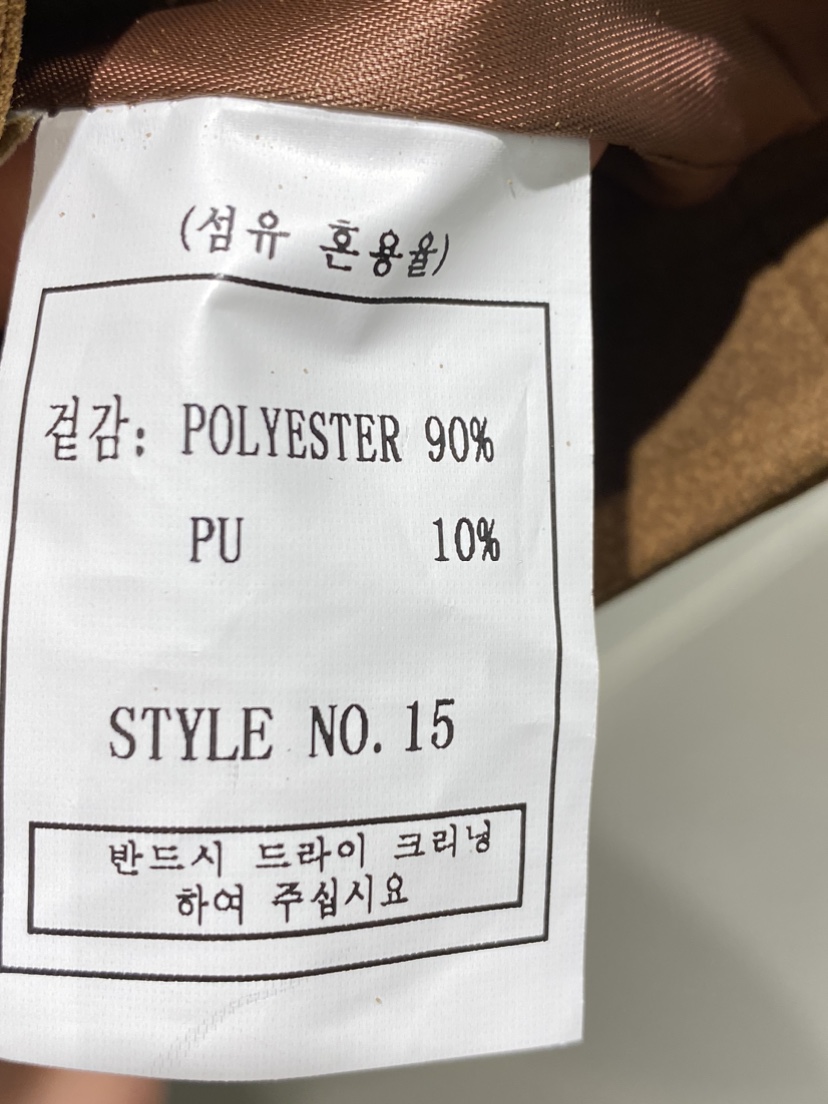 (섬유 혼용율)
겉감: POLYESTER 90%
PU 10%
STYLE NO. 15
반드시 드라이 크리닝
하여 주십시요